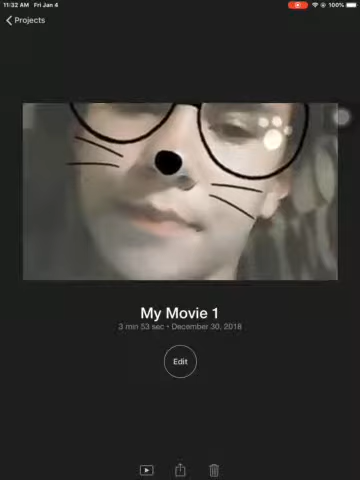 11:32 AM Fri Jan 4
100%
Projects
My Movie 1
3 min 53 sec • December 30, 2018
Edit